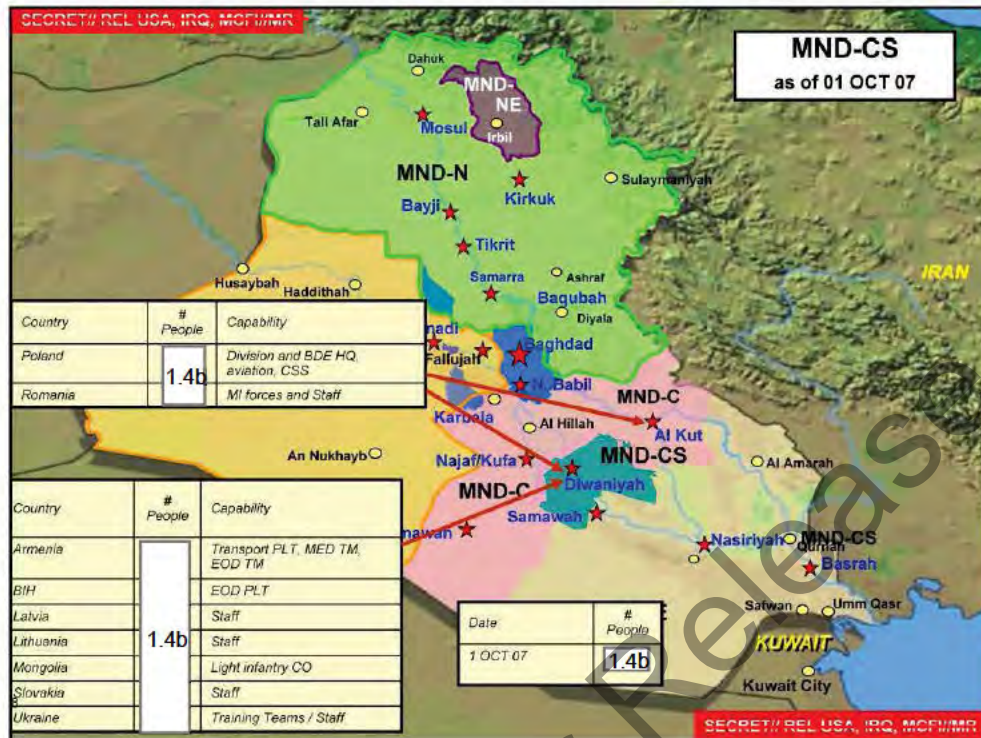 SECRET// REL USA, IRQ, MCFI//MR
MND-CS
as of 01 OCT 07
Dahuk
MND-
NE
Tall Afar
Mosul
Irbil
MND-N
Sulaymaniyah
Kirkuk
Bayji
Tikrit
IRAN
Husaybah
Haddithah
Samarra
Ashraf
Baqubah
Diyala
Country
#
People
Capability
Poland
1.4b
Division and BDE HQ,
aviation, CSS
Romania
MI forces and Staff
nadi
Fallujah
Baghdad
N. Babil
MND-C
Karbala
Al Hillah
Al Kut
An Nukhayb
Najaf/Kufa
MND-CS
Al Amarah
MND-C
Diwaniyah
Samawah
nawah
Nasiriyah
MND-CS
Qurnah
Basrah
Country
#
People
Capability
Armenia
1.4b
Transport PLT, MED TM,
EOD TM
BIH
EOD PLT
Latvia
Staff
Lithuania
Staff
Mongolia
Light infantry CO
Slovakia
Staff
Ukraine
Training Teams / Staff
8
Date
#
People
1 OCT 07
1.4b
E
Safwan
Umm Qasr
KUWAIT
Kuwait City
Releas
SECRET// REL USA, IRQ, MCFI//MR